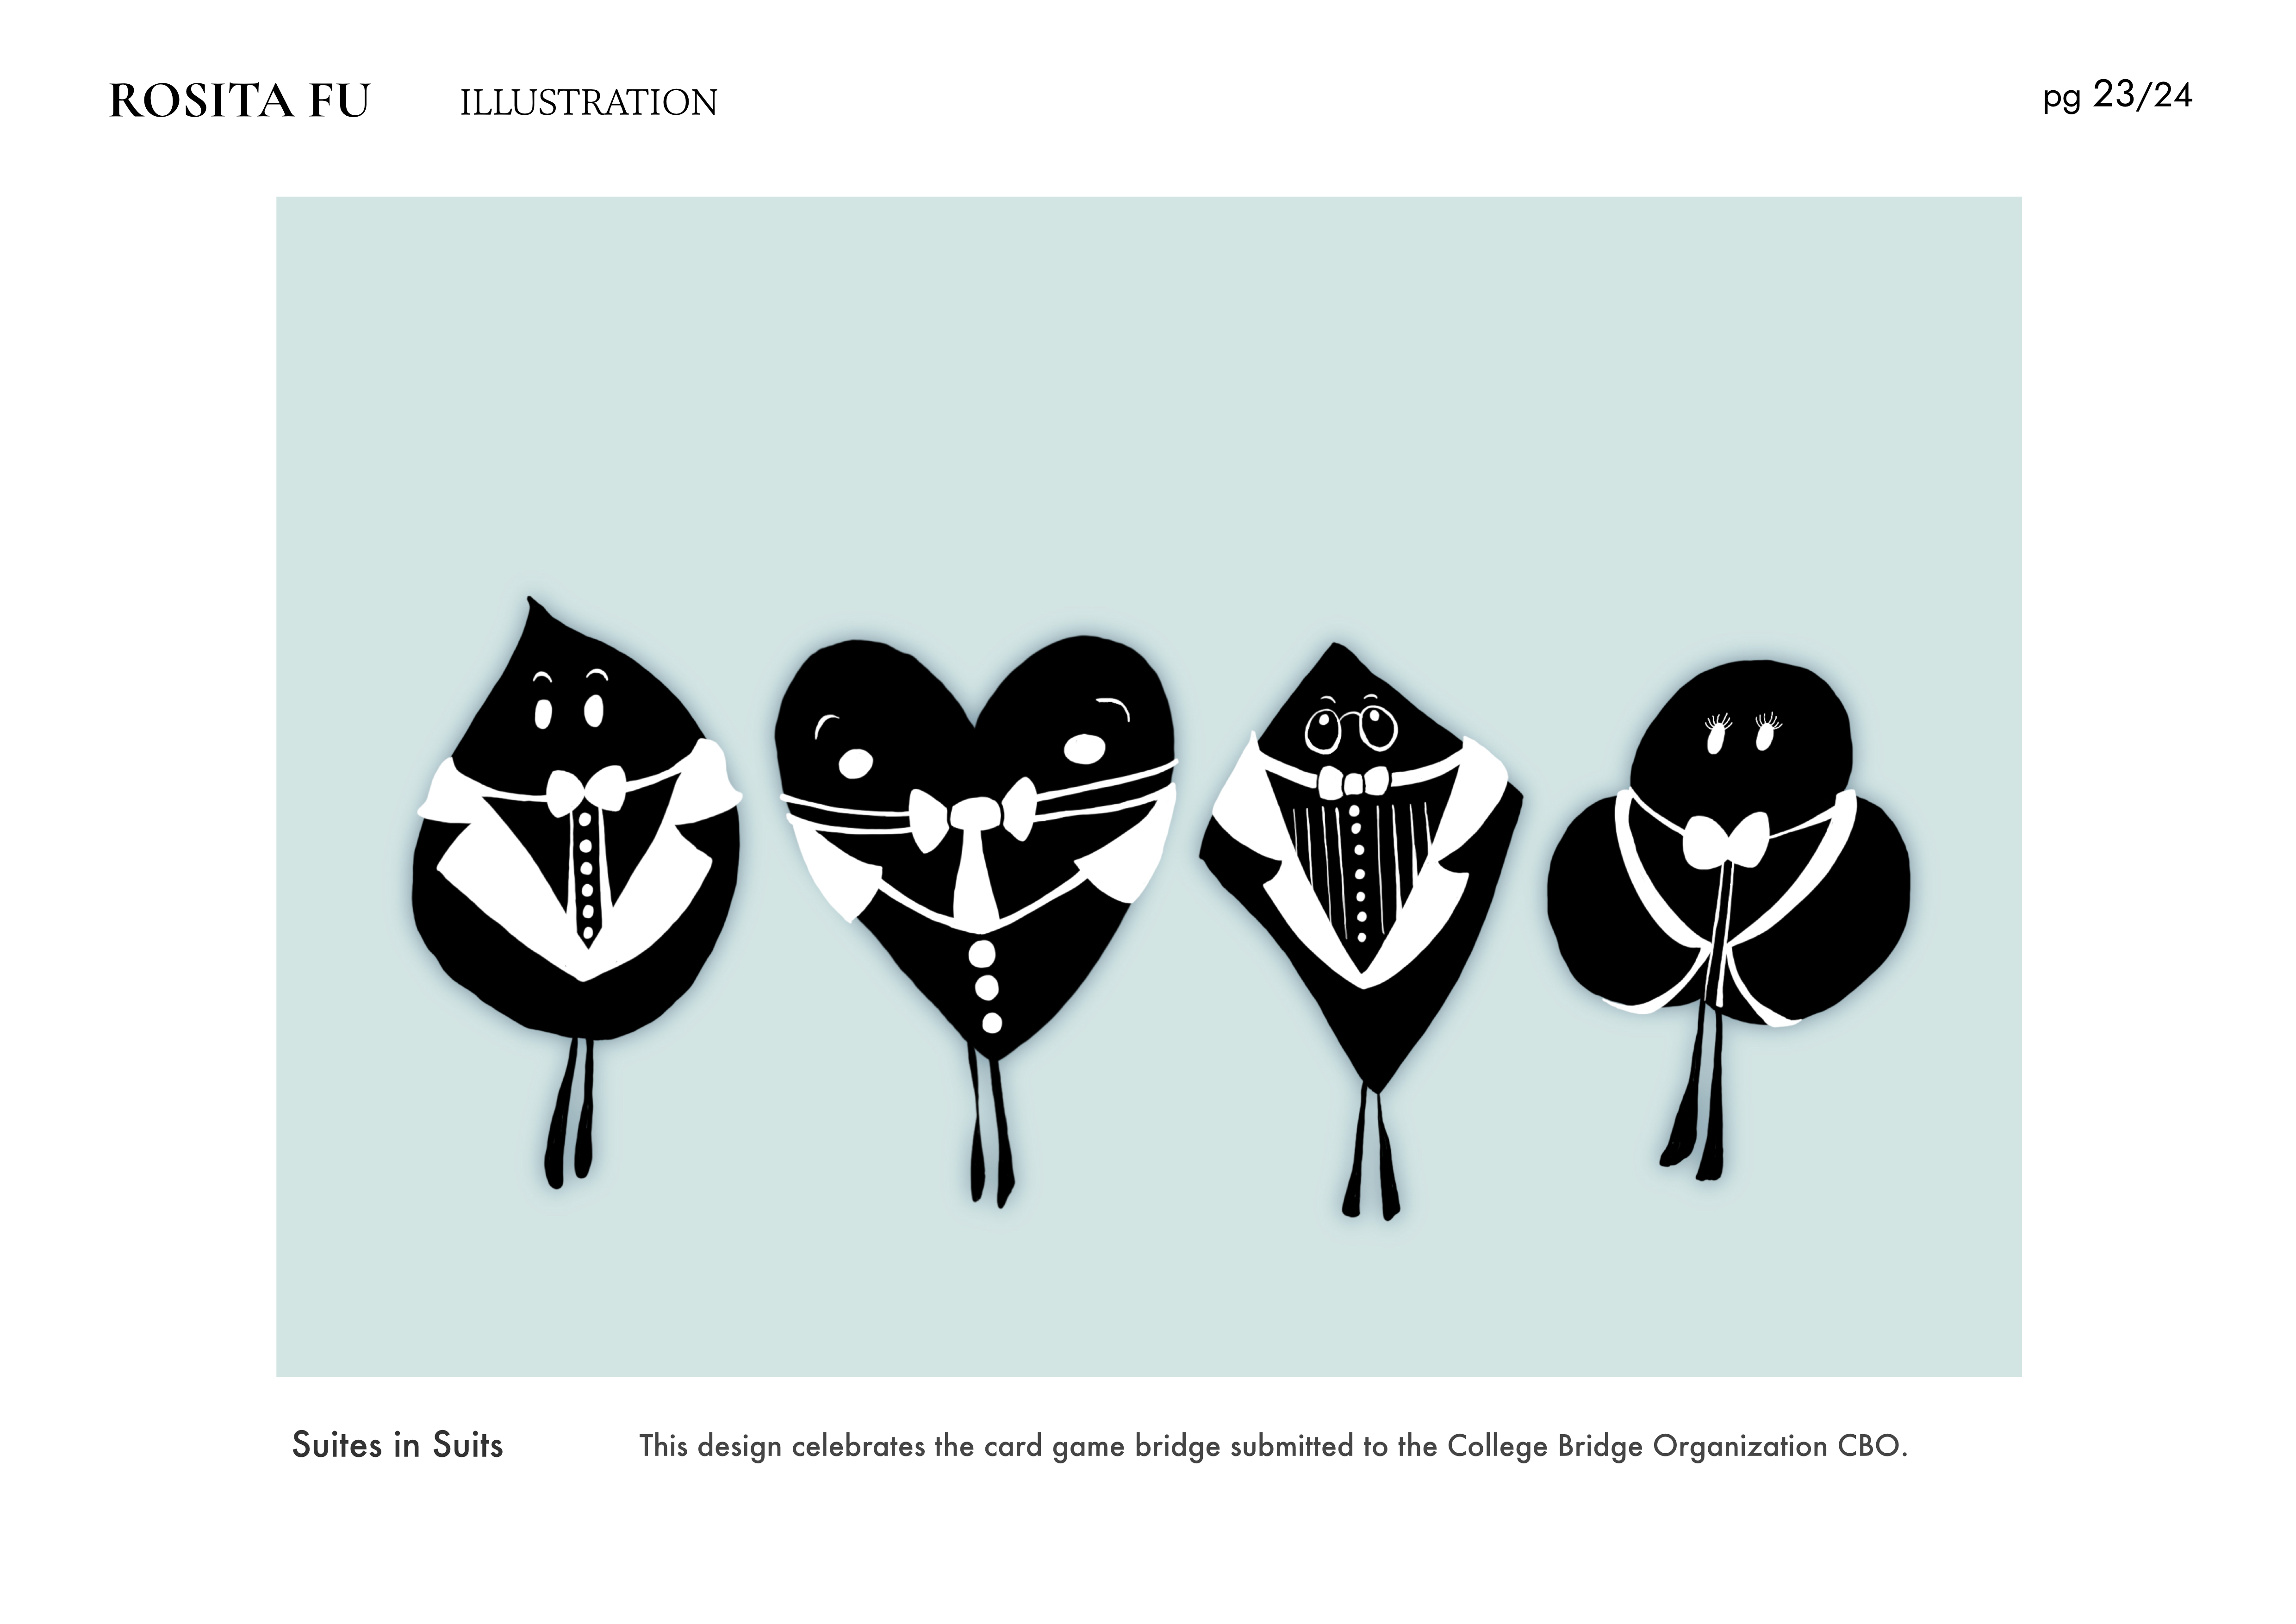 ROSITA FU ILLUSTRATION pg 23/24
Suites in Suits This design celebrates the card game bridge submitted to the College Bridge Organization CBO.